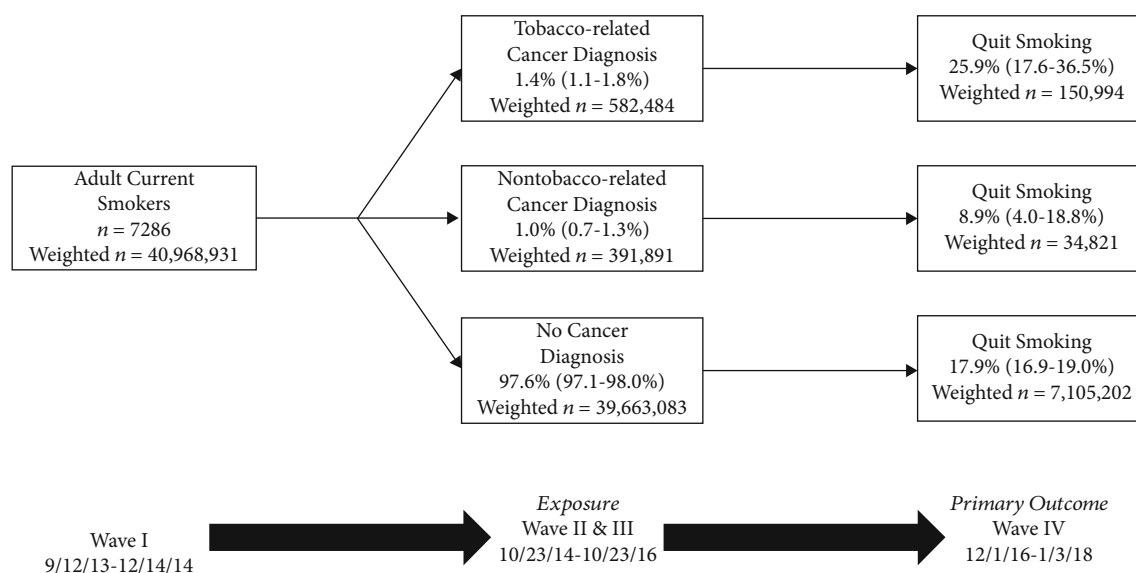 Adult Current
Smokers
n = 7286
Weighted n = 40,968,931
Tobacco-related
Cancer Diagnosis
1.4% (1.1-1.8%)
Weighted n = 582,484
Quit Smoking
25.9% (17.6-36.5%)
Weighted n = 150,994
Nontobacco-related
Cancer Diagnosis
1.0% (0.7-1.3%)
Weighted n = 391,891
Quit Smoking
8.9% (4.0-18.8%)
Weighted n = 34,821
No Cancer
Diagnosis
97.6% (97.1-98.0%)
Weighted n = 39,663,083
Quit Smoking
17.9% (16.9-19.0%)
Weighted n = 7,105,202
Wave I
9/12/13-12/14/14
Exposure
Wave II & III
10/23/14-10/23/16
Primary Outcome
Wave IV
12/1/16-1/3/18